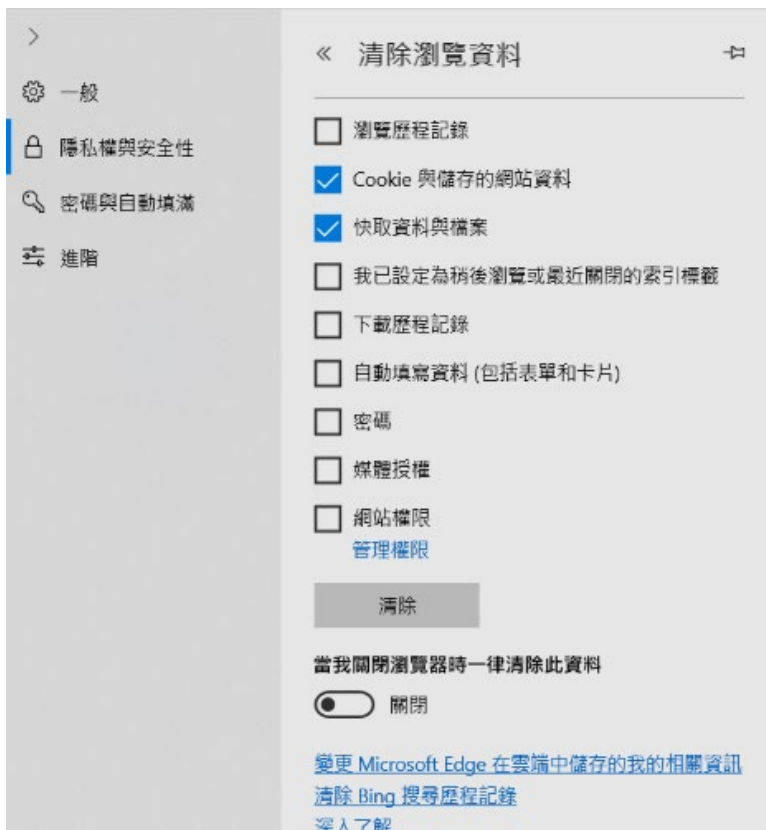 一般
隱私權與安全性
密碼與自動填滿
進階
« 清除瀏覽資料
瀏覽歷程記錄
Cookie 與儲存的網站資料
快取資料與檔案
我已設定為稍後瀏覽或最近關閉的索引標籤
下載歷程記錄
自動填寫資料 (包括表單和卡片)
密碼
媒體授權
網站權限
管理權限
清除
當我關閉瀏覽器時一律清除此資料
關閉
變更 Microsoft Edge 在雲端中儲存的我的相關資訊
清除 Bing 搜尋歷程記錄
深入了解